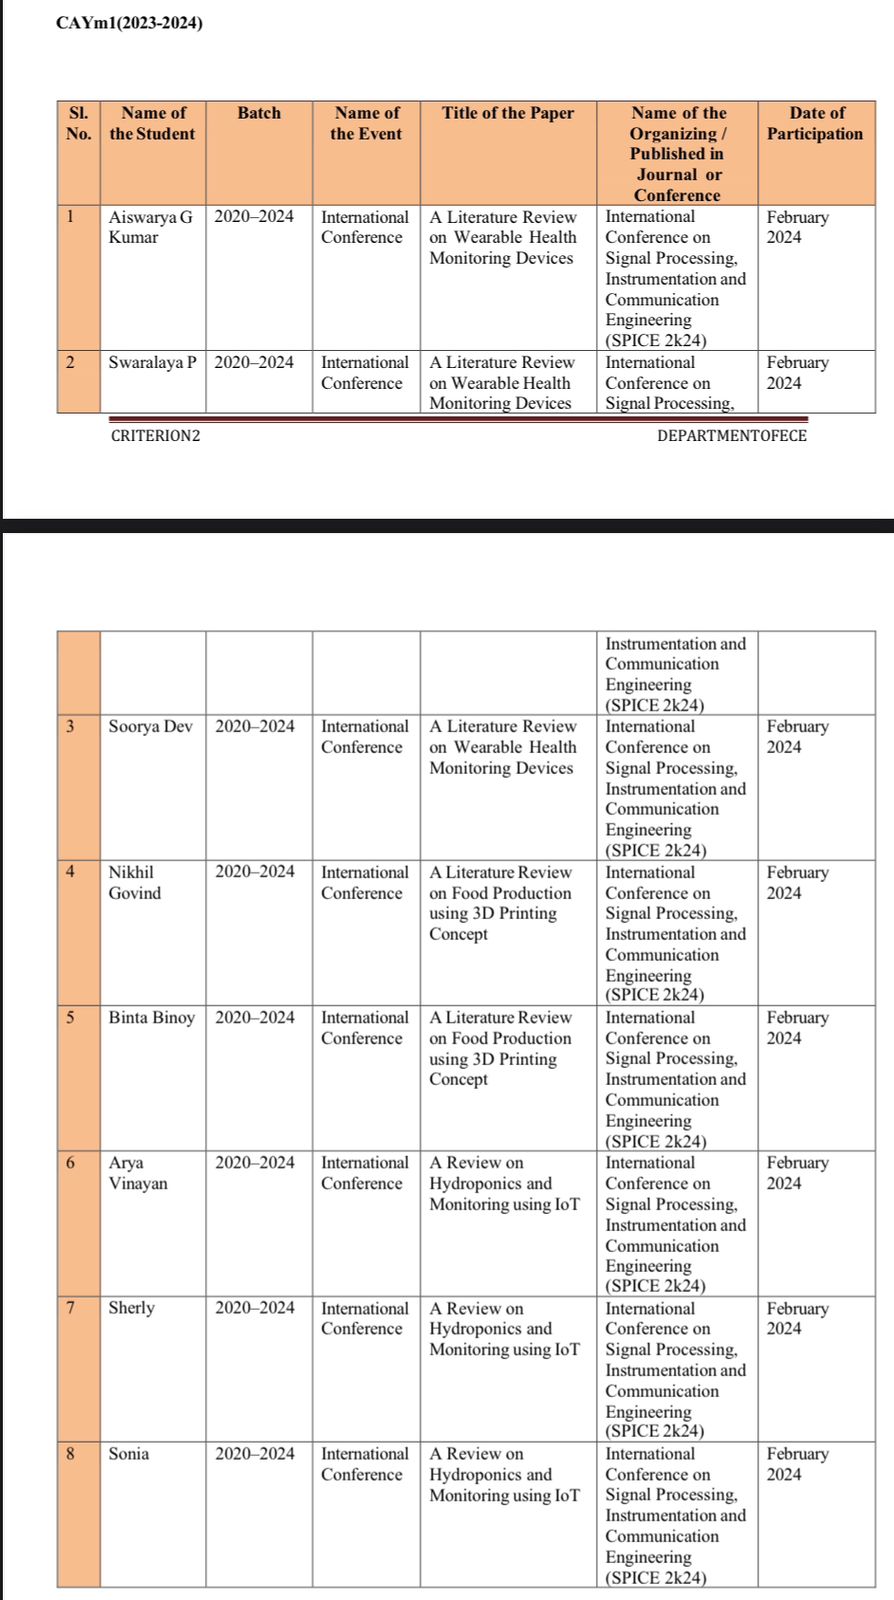 CAYm1(2023-2024)
Sl. No. | Name of the Student | Batch | Name of the Event | Title of the Paper | Name of the Organizing / Published in Journal or Conference | Date of Participation
1 | Aiswarya G Kumar | 2020–2024 | International Conference | A Literature Review on Wearable Health Monitoring Devices | International Conference on Signal Processing, Instrumentation and Communication Engineering (SPICE 2k24) | February 2024
2 | Swaralaya P | 2020–2024 | International Conference | A Literature Review on Wearable Health Monitoring Devices | International Conference on Signal Processing, | February 2024
CRITERION2 DEPARTMENTOFECE
Instrumentation and Communication Engineering (SPICE 2k24)
3 | Soorya Dev | 2020–2024 | International Conference | A Literature Review on Wearable Health Monitoring Devices | International Conference on Signal Processing, Instrumentation and Communication Engineering (SPICE 2k24) | February 2024
4 | Nikhil Govind | 2020–2024 | International Conference | A Literature Review on Food Production using 3D Printing Concept | International Conference on Signal Processing, Instrumentation and Communication Engineering (SPICE 2k24) | February 2024
5 | Binta Binoy | 2020–2024 | International Conference | A Literature Review on Food Production using 3D Printing Concept | International Conference on Signal Processing, Instrumentation and Communication Engineering (SPICE 2k24) | February 2024
6 | Arya Vinayan | 2020–2024 | International Conference | A Review on Hydroponics and Monitoring using IoT | International Conference on Signal Processing, Instrumentation and Communication Engineering (SPICE 2k24) | February 2024
7 | Sherly | 2020–2024 | International Conference | A Review on Hydroponics and Monitoring using IoT | International Conference on Signal Processing, Instrumentation and Communication Engineering (SPICE 2k24) | February 2024
8 | Sonia | 2020–2024 | International Conference | A Review on Hydroponics and Monitoring using IoT | International Conference on Signal Processing, Instrumentation and Communication Engineering (SPICE 2k24) | February 2024